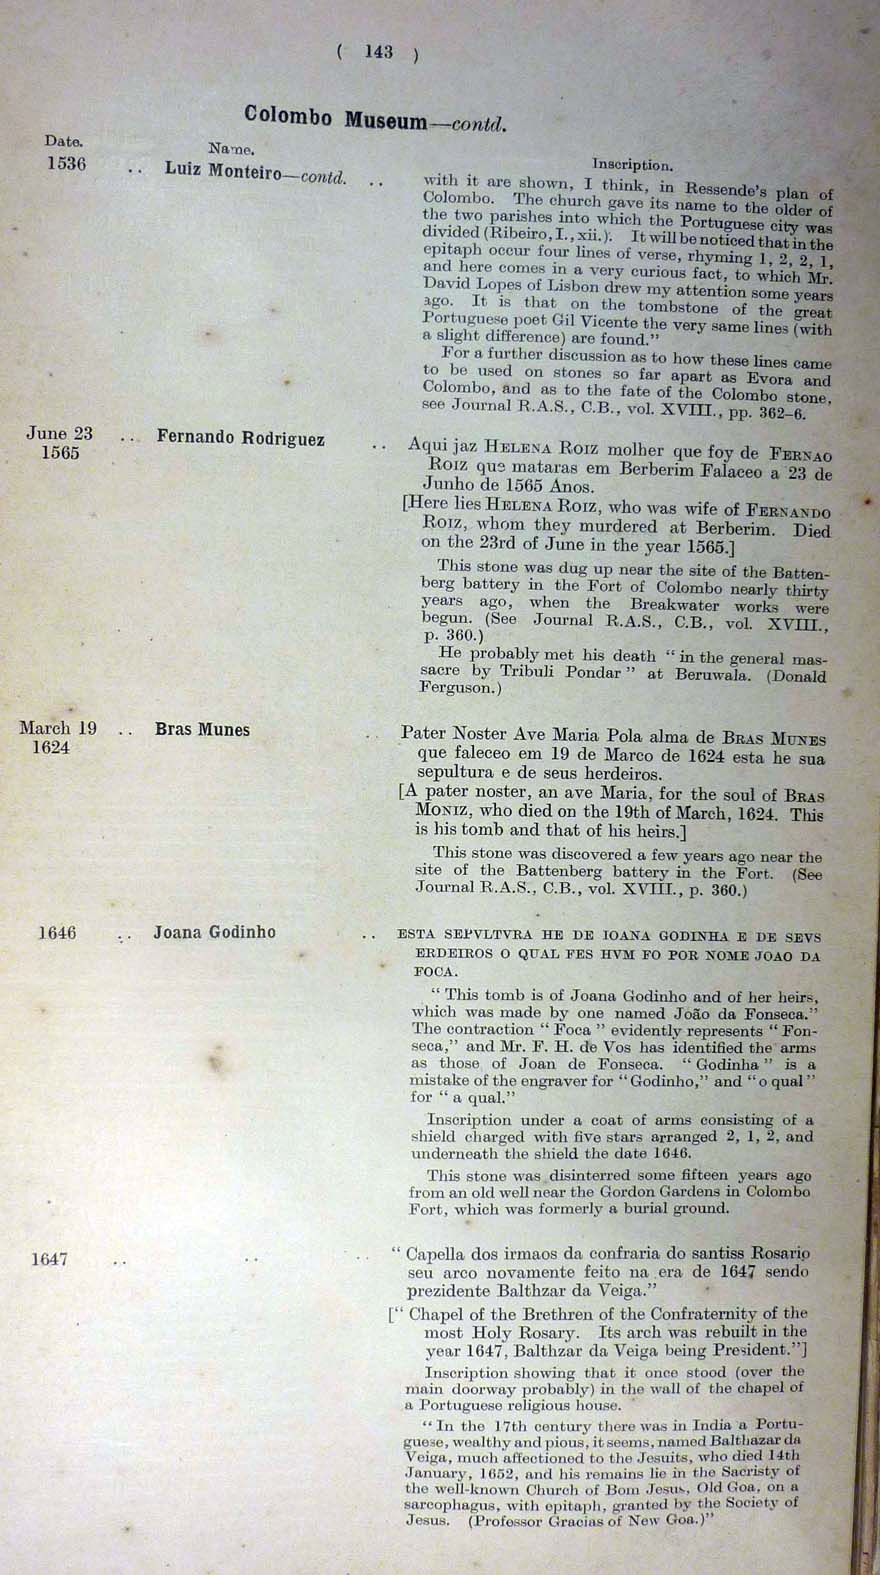 ( 143 )
Colombo Museum—contd.
Date. Name. Inscription.
1536 .. Luiz Monteiro—contd. .. with it are shown, I think, in Ressende's plan of
Colombo. The church gave its name to the older of
the two parishes into which the Portuguese city was
divided (Ribeiro, I., xii.). It will be noticed that in the
epitaph occur four lines of verse, rhyming 1, 2, 2, 1,
and here comes in a very curious fact, to which Mr.
David Lopes of Lisbon drew my attention some years
ago. It is that on the tombstone of the great
Portuguese poet Gil Vicente the very same lines (with
a slight difference) are found."
For a further discussion as to how these lines came
to be used on stones so far apart as Evora and
Colombo, and as to the fate of the Colombo stone,
see Journal R.A.S., C.B., vol. XVIII., pp. 362-6.
June 23 .. Fernando Rodriguez .. Aqui jaz HELENA ROIZ molher que foy de FERNAO
1565 ROIZ que mataras em Berberim Falaceo a 23 de
Junho de 1565 Anos.
[Here lies HELENA ROIZ, who was wife of FERNANDO
ROIZ, whom they murdered at Berberim. Died
on the 23rd of June in the year 1565.]
This stone was dug up near the site of the Batten-
berg battery in the Fort of Colombo nearly thirty
years ago, when the Breakwater works were
begun. (See Journal R.A.S., C.B., vol. XVIII.,
p. 360.)
He probably met his death "in the general mas-
sacre by Tribuli Pondar" at Beruwala. (Donald
Ferguson.)
March 19 .. Bras Munes .. Pater Noster Ave Maria Pola alma de BRAS MUNES
1624 que faleceo em 19 de Marco de 1624 esta he sua
sepultura e de seus herdeiros.
[A pater noster, an ave Maria, for the soul of BRAS
MONIZ, who died on the 19th of March, 1624. This
is his tomb and that of his heirs.]
This stone was discovered a few years ago near the
site of the Battenberg battery in the Fort. (See
Journal R.A.S., C.B., vol. XVIII., p. 360.)
1646 .. Joana Godinho .. ESTA SEPVLTVRA HE DE IOANA GODINHA E DE SEVS
ERDEIROS O QUAL FES HVM FO POR NOME JOAO DA
FOCA.
"This tomb is of Joana Godinho and of her heirs,
which was made by one named João da Fonseca."
The contraction "Foca" evidently represents "Fon-
seca," and Mr. F. H. de Vos has identified the arms
as those of Joan de Fonseca. "Godinha" is a
mistake of the engraver for "Godinho," and "o qual"
for "a qual."
Inscription under a coat of arms consisting of a
shield charged with five stars arranged 2, 1, 2, and
underneath the shield the date 1646.
This stone was disinterred some fifteen years ago
from an old well near the Gordon Gardens in Colombo
Fort, which was formerly a burial ground.
1647 .. .. .. "Capella dos irmaos da confraria do santiss Rosario
seu arco novamente feito na era de 1647 sendo
prezidente Balthzar da Veiga."
["Chapel of the Brethren of the Confraternity of the
most Holy Rosary. Its arch was rebuilt in the
year 1647, Balthzar da Veiga being President."]
Inscription showing that it once stood (over the
main doorway probably) in the wall of the chapel of
a Portuguese religious house.
"In the 17th century there was in India a Portu-
guese, wealthy and pious, it seems, named Balthazar da
Veiga, much affectioned to the Jesuits, who died 14th
January, 1652, and his remains lie in the Sacristy of
the well-known Church of Bom Jesus, Old Goa, on a
sarcophagus, with epitaph, granted by the Society of
Jesus. (Professor Gracias of New Goa.)"